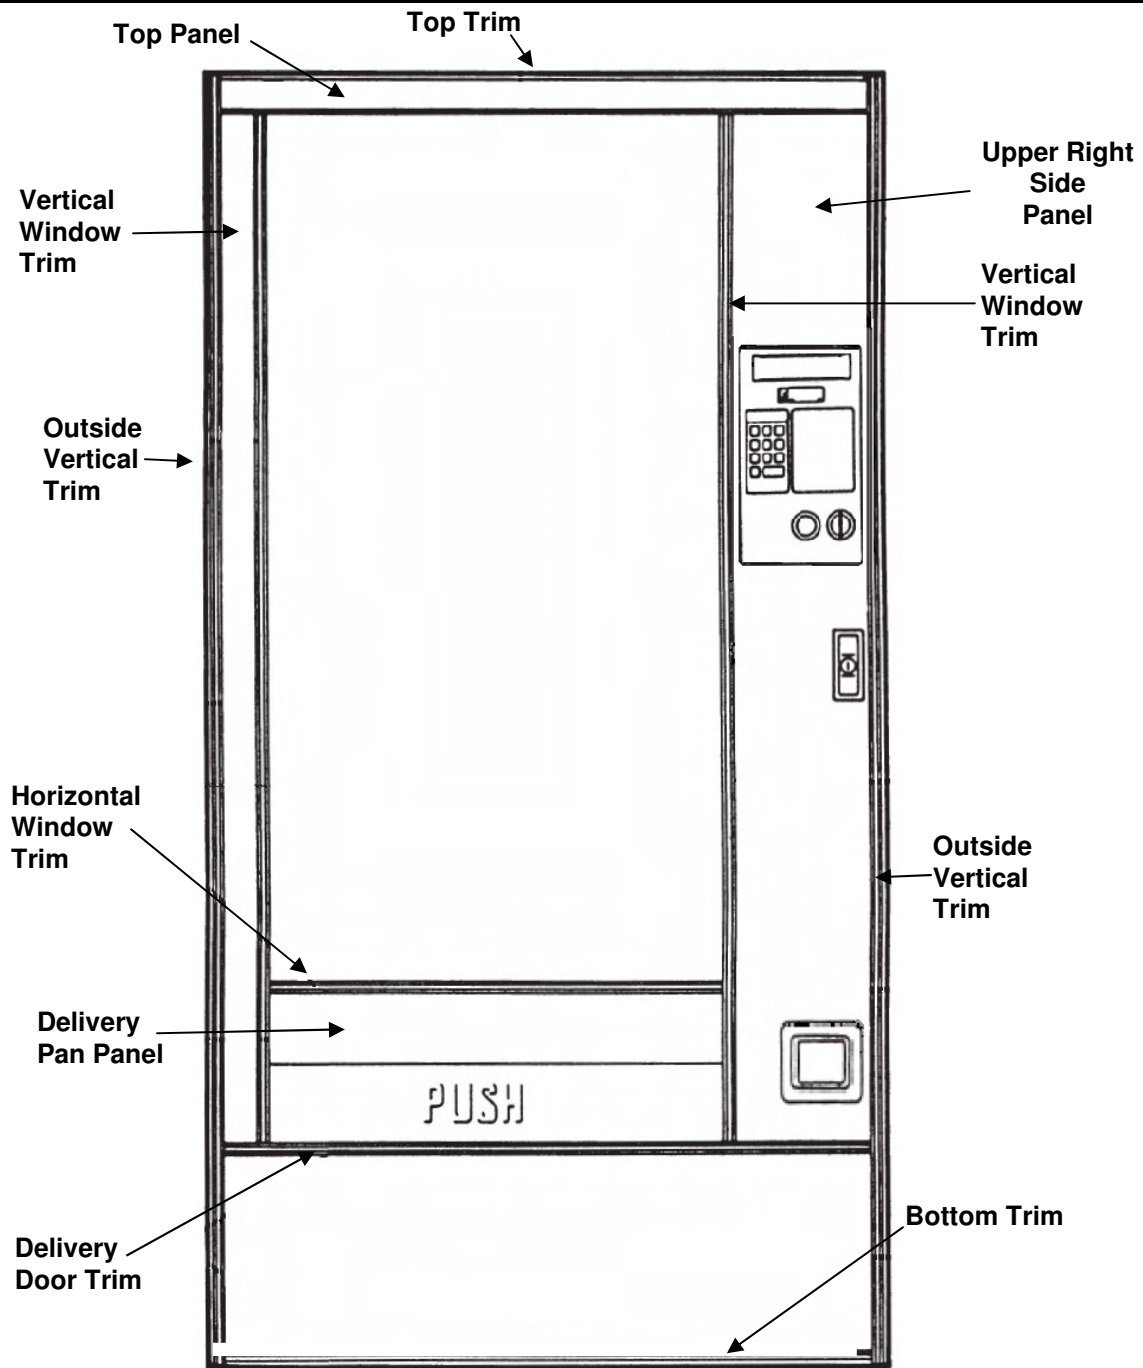 Top Panel
Top Trim
Upper Right
Side
Panel
Vertical
Window
Trim
Vertical
Window
Trim
Outside
Vertical
Trim
Horizontal
Window
Trim
Outside
Vertical
Trim
Delivery
Pan Panel
PUSH
Bottom Trim
Delivery
Door Trim